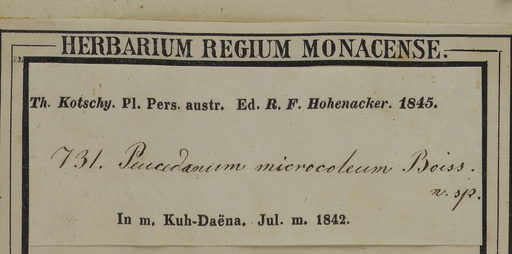 HERBARIUM REGIUM MONACENSE.
Th. Kotschy. Pl. Pers. austr. Ed. R. F. Hohenacker. 1845.
731. Peucedanum microcoleum Boiss.
n. sp.
In m. Kuh-Daëna. Jul. m. 1842.